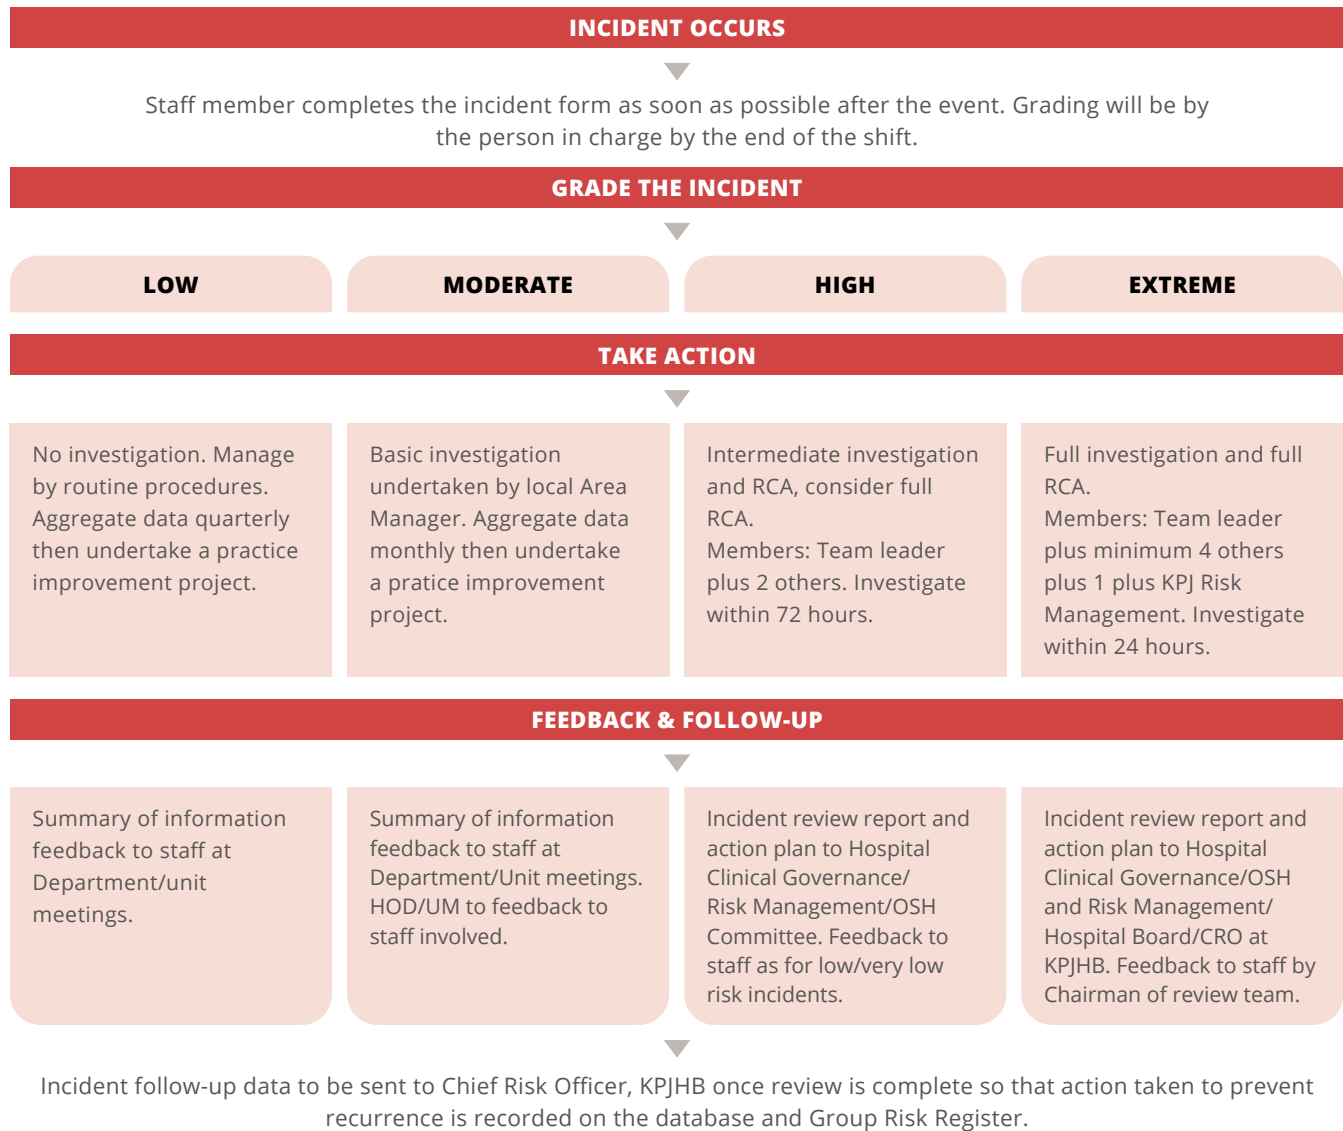 INCIDENT OCCURS
Staff member completes the incident form as soon as possible after the event. Grading will be by
the person in charge by the end of the shift.
GRADE THE INCIDENT
LOW
MODERATE
HIGH
EXTREME
TAKE ACTION
No investigation. Manage
by routine procedures.
Aggregate data quarterly
then undertake a practice
improvement project.
Basic investigation
undertaken by local Area
Manager. Aggregate data
monthly then undertake
a pratice improvement
project.
Intermediate investigation
and RCA, consider full
RCA.
Members: Team leader
plus 2 others. Investigate
within 72 hours.
Full investigation and full
RCA.
Members: Team leader
plus minimum 4 others
plus 1 plus KPJ Risk
Management. Investigate
within 24 hours.
FEEDBACK & FOLLOW-UP
Summary of information
feedback to staff at
Department/unit
meetings.
Summary of information
feedback to staff at
Department/Unit meetings.
HOD/UM to feedback to
staff involved.
Incident review report and
action plan to Hospital
Clinical Governance/
Risk Management/OSH
Committee. Feedback to
staff as for low/very low
risk incidents.
Incident review report and
action plan to Hospital
Clinical Governance/OSH
and Risk Management/
Hospital Board/CRO at
KPJHB. Feedback to staff by
Chairman of review team.
Incident follow-up data to be sent to Chief Risk Officer, KPJHB once review is complete so that action taken to prevent
recurrence is recorded on the database and Group Risk Register.